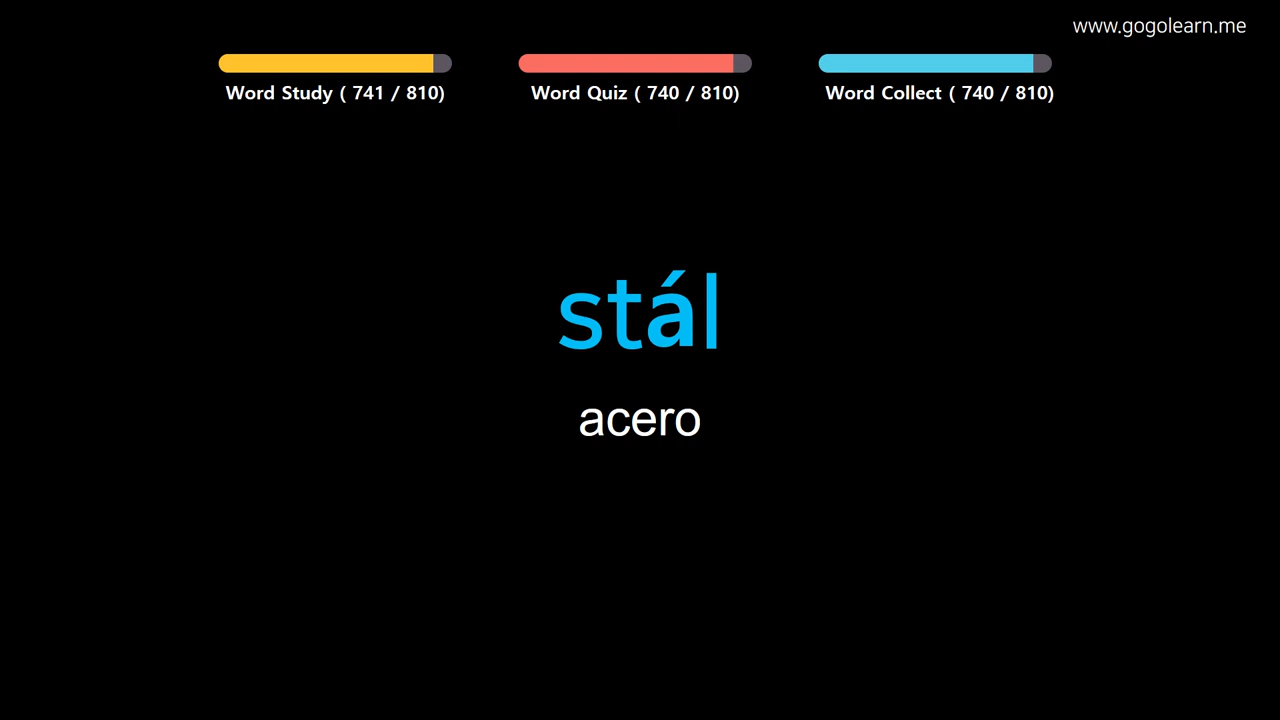 www.gogolearn.me
Word Study ( 741 / 810)
Word Quiz ( 740 / 810)
Word Collect ( 740 / 810)
stál
acero